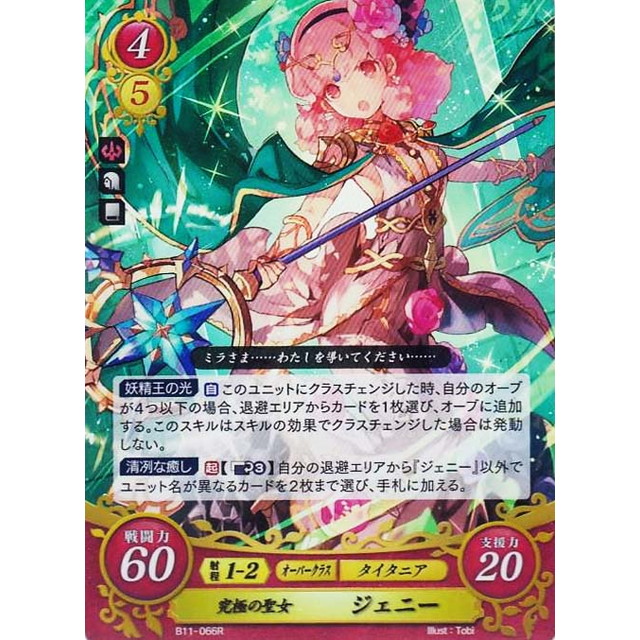 4
5
ミラさま……わたしを導いてください……
妖精王の光 自 このユニットにクラスチェンジした時、自分のオーブ
が4つ以下の場合、退避エリアからカードを1枚選び、オーブに追加
する。このスキルはスキルの効果でクラスチェンジした場合は発動
しない。
清冽な癒し 起【3】自分の退避エリアから『ジェニー』以外で
ユニット名が異なるカードを2枚まで選び、手札に加える。
戦闘力 60
射程 1-2 オーバークラス タイタニア
支援力 20
究極の聖女 ジェニー
B11-066R Illust : Tobi